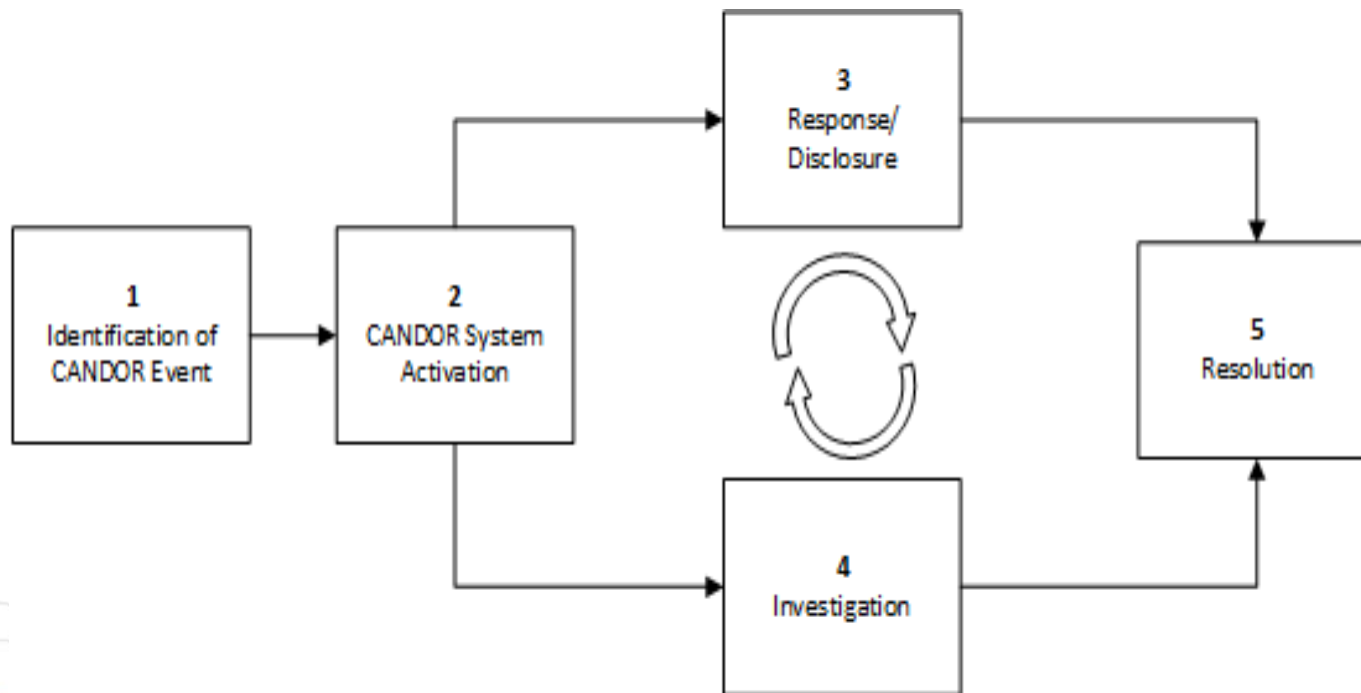 1
Identification of
CANDOR Event
2
CANDOR System
Activation
3
Response/
Disclosure
4
Investigation
5
Resolution